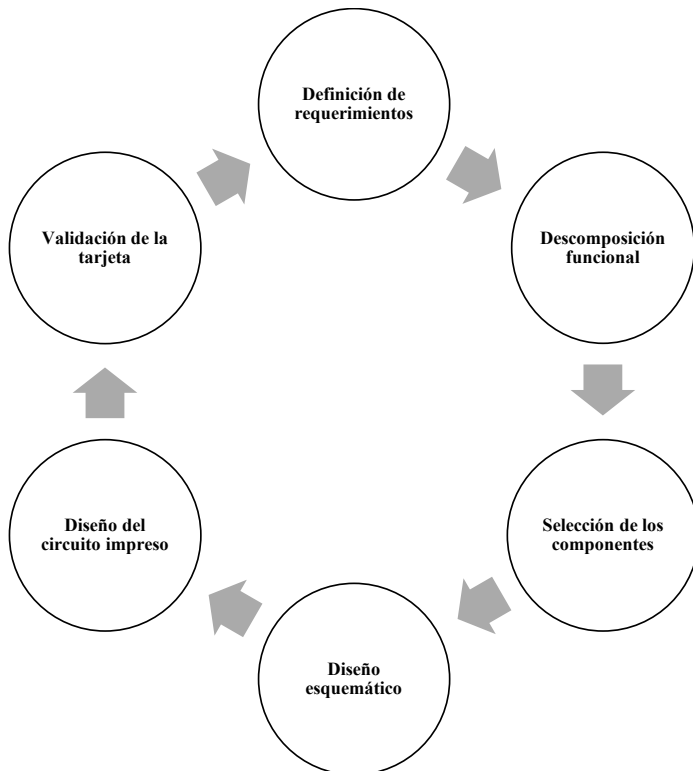 Definición de
requerimientos
Descomposición
funcional
Selección de los
componentes
Diseño
esquemático
Diseño del
circuito impreso
Validación de la
tarjeta